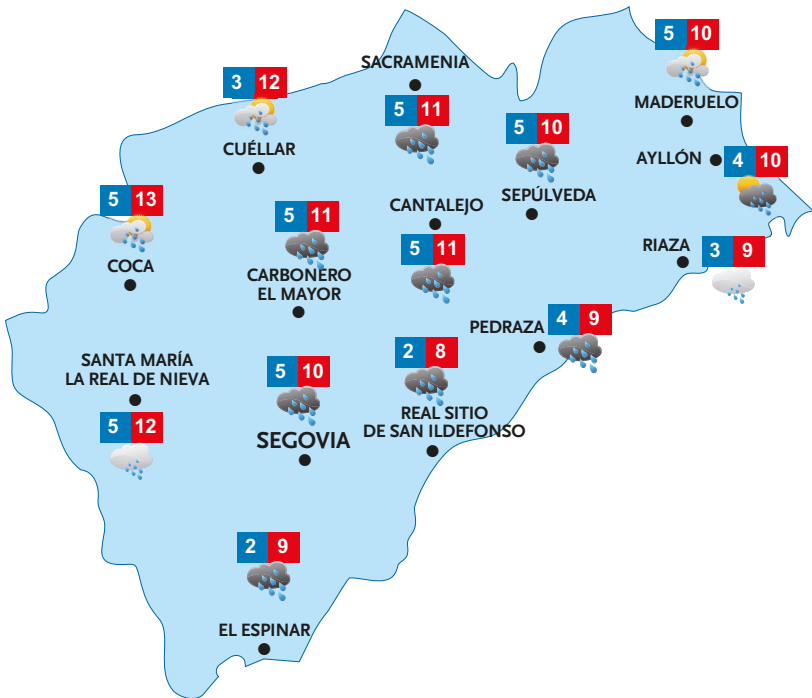 5 10
MADERUELO
SACRAMENIA
5 11
3 12
CUÉLLAR
5 10
SEPÚLVEDA
AYLLÓN
4 10
5 13
COCA
CANTALEJO
5 11
5 11
CARBONERO
EL MAYOR
RIAZA
3 9
PEDRAZA
4 9
SANTA MARÍA
LA REAL DE NIEVA
5 12
5 10
SEGOVIA
2 8
REAL SITIO
DE SAN ILDEFONSO
2 9
EL ESPINAR